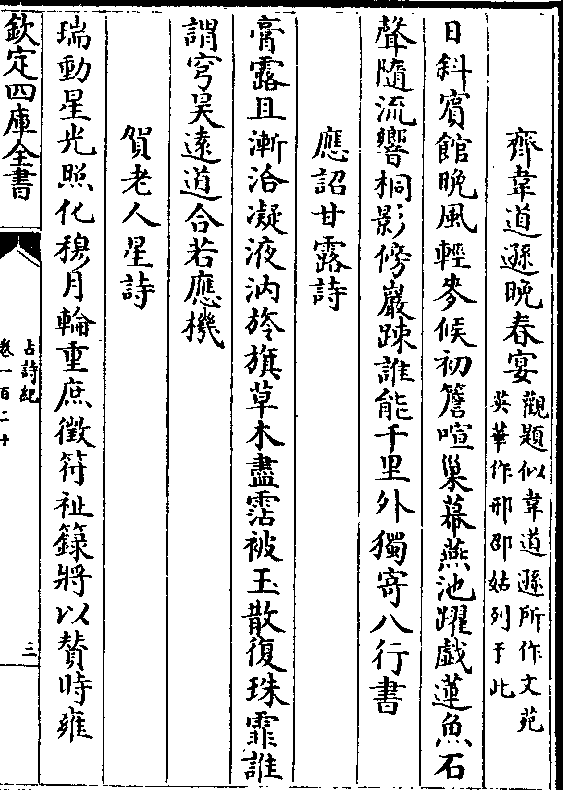 齊韋道遜晚春宴觀題似韋道遜所作文苑
英華作邢邵姑列于此
日斜賓館晚風輕麥候初簷喧巢幕燕池躍戲蓮魚石
聲隨流響桐影傍巖踈誰能千里外獨寄八行書
應詔甘露詩
膏露且漸洽凝液汭旍旗草木盡霑被玉散復珠霏誰
謂穹昊遠道合若應機
賀老人星詩
瑞動星光照化穆月輪重庶徵符祉籙將以賛時雍
欽定四庫全書
古詩紀
卷一百二十
三